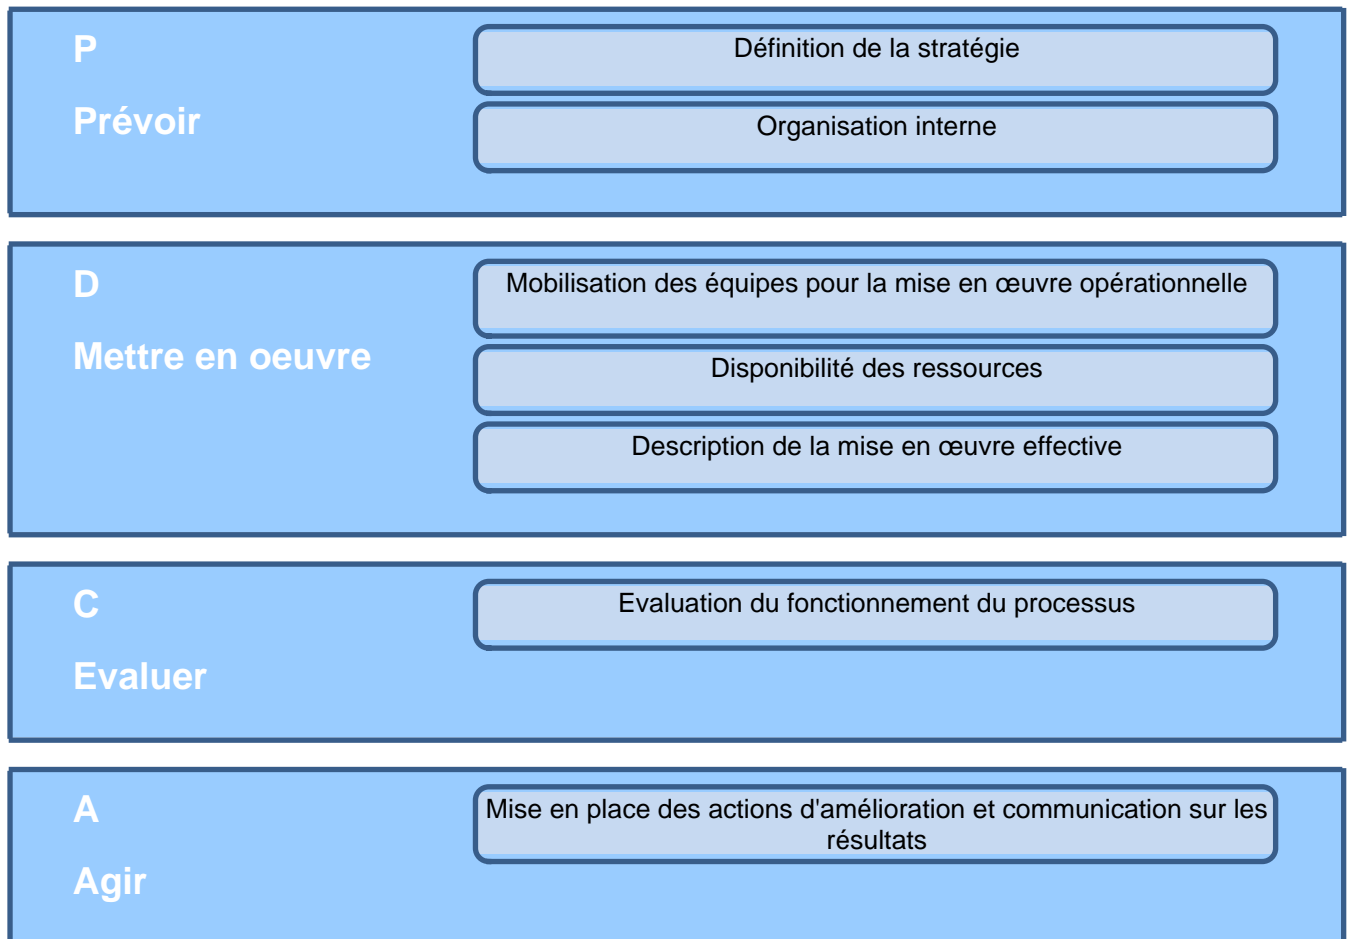 P
Prévoir
Définition de la stratégie
Organisation interne
D
Mettre en oeuvre
Mobilisation des équipes pour la mise en œuvre opérationnelle
Disponibilité des ressources
Description de la mise en œuvre effective
C
Evaluer
Evaluation du fonctionnement du processus
A
Agir
Mise en place des actions d'amélioration et communication sur les
résultats